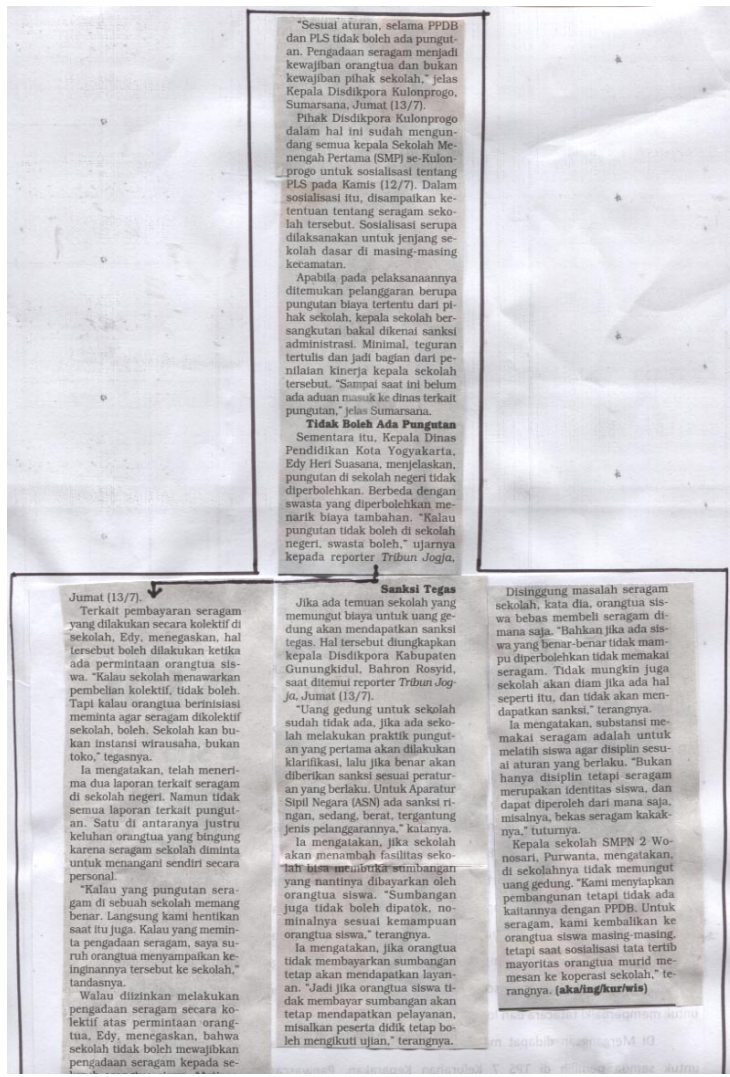 "Sesuai aturan, selama PPDB
dan PLS tidak boleh ada pungut-
an. Pengadaan seragam menjadi
kewajiban orangtua dan bukan
kewajiban pihak sekolah," jelas
Kepala Disdikpora Kulonprogo,
Sumarsana, Jumat (13/7).
Pihak Disdikpora Kulonprogo
dalam hal ini sudah mengun-
dang semua kepala Sekolah Me-
nengah Pertama (SMP) se-Kulon-
progo untuk sosialisasi tentang
PLS pada Kamis (12/7). Dalam
sosialisasi itu, disampaikan ke-
tentuan tentang seragam seko-
lah tersebut. Sosialisasi serupa
dilaksanakan untuk jenjang se-
kolah dasar di masing-masing
kecamatan.
Apabila pada pelaksanaannya
ditemukan pelanggaran berupa
pungutan biaya tertentu dari pi-
hak sekolah, kepala sekolah ber-
sangkutan bakal dikenai sanksi
administrasi. Minimal, teguran
tertulis dan jadi bagian dari pe-
nilaian kinerja kepala sekolah
tersebut. "Sampai saat ini belum
ada aduan masuk ke dinas terkait
pungutan," jelas Sumarsana.
Tidak Boleh Ada Pungutan
Sementara itu, Kepala Dinas
Pendidikan Kota Yogyakarta,
Edy Heri Suasana, menjelaskan,
pungutan di sekolah negeri tidak
diperbolehkan. Berbeda dengan
swasta yang diperbolehkan me-
narik biaya tambahan. "Kalau
pungutan tidak boleh di sekolah
negeri, swasta boleh," ujarnya
kepada reporter Tribun Jogja,
Jumat (13/7).
Terkait pembayaran seragam
yang dilakukan secara kolektif di
sekolah, Edy, menegaskan, hal
tersebut boleh dilakukan ketika
ada permintaan orangtua sis-
wa. "Kalau sekolah menawarkan
pembelian kolektif, tidak boleh.
Tapi kalau orangtua berinisiasi
meminta agar seragam dikolektif
sekolah, boleh. Sekolah kan bu-
kan instansi wirausaha, bukan
toko," tegasnya.
Ia mengatakan, telah meneri-
ma dua laporan terkait seragam
di sekolah negeri. Namun tidak
semua laporan terkait pungut-
an. Satu di antaranya justru
keluhan orangtua yang bingung
karena seragam sekolah diminta
untuk menangani sendiri secara
personal.
"Kalau yang pungutan sera-
gam di sebuah sekolah memang
benar. Langsung kami hentikan
saat itu juga. Kalau yang memin-
ta pengadaan seragam, saya su-
ruh orangtua menyampaikan ke-
inginannya tersebut ke sekolah,"
tandasnya.
Walau diizinkan melakukan
pengadaan seragam secara ko-
lektif atas permintaan orang-
tua, Edy, menegaskan, bahwa
sekolah tidak boleh mewajibkan
pengadaan seragam kepada se-
Sanksi Tegas
Jika ada temuan sekolah yang
memungut biaya untuk uang ge-
dung akan mendapatkan sanksi
tegas. Hal tersebut diungkapkan
kepala Disdikpora Kabupaten
Gunungkidul, Bahron Rosyid,
saat ditemui reporter Tribun Jog-
ja, Jumat (13/7).
"Uang gedung untuk sekolah
sudah tidak ada, jika ada seko-
lah melakukan praktik pungut-
an yang pertama akan dilakukan
klarifikasi, lalu jika benar akan
diberikan sanksi sesuai peratur-
an yang berlaku. Untuk Aparatur
Sipil Negara (ASN) ada sanksi ri-
ngan, sedang, berat, tergantung
jenis pelanggarannya," katanya.
Ia mengatakan, jika sekolah
akan menambah fasilitas seko-
lah bisa membuka sumbangan
yang nantinya dibayarkan oleh
orangtua siswa. "Sumbangan
juga tidak boleh dipatok, no-
minalnya sesuai kemampuan
orangtua siswa," terangnya.
Ia mengatakan, jika orangtua
tidak membayarkan sumbangan
tetap akan mendapatkan layan-
an. "Jadi jika orangtua siswa ti-
dak membayar sumbangan akan
tetap mendapatkan pelayanan,
misalkan peserta didik tetap bo-
leh mengikuti ujian," terangnya.
Disinggung masalah seragam
sekolah, kata dia, orangtua sis-
wa bebas membeli seragam di-
mana saja. "Bahkan jika ada sis-
wa yang benar-benar tidak mam-
pu diperbolehkan tidak memakai
seragam. Tidak mungkin juga
sekolah akan diam jika ada hal
seperti itu, dan tidak akan men-
dapatkan sanksi," terangnya.
Ia mengatakan, substansi me-
makai seragam adalah untuk
melatih siswa agar disiplin sesu-
ai aturan yang berlaku. "Bukan
hanya disiplin tetapi seragam
merupakan identitas siswa, dan
dapat diperoleh dari mana saja,
misalnya, bekas seragam kakak-
nya," tuturnya.
Kepala sekolah SMPN 2 Wo-
nosari, Purwanta, mengatakan,
di sekolahnya tidak memungut
uang gedung. "Kami menyiapkan
pembangunan tetapi tidak ada
kaitannya dengan PPDB. Untuk
seragam, kami kembalikan ke
orangtua siswa masing-masing,
tetapi saat sosialisasi tata tertib
mayoritas orangtua murid me-
mesan ke koperasi sekolah," te-
rangnya. (aka/ing/kur/wis)